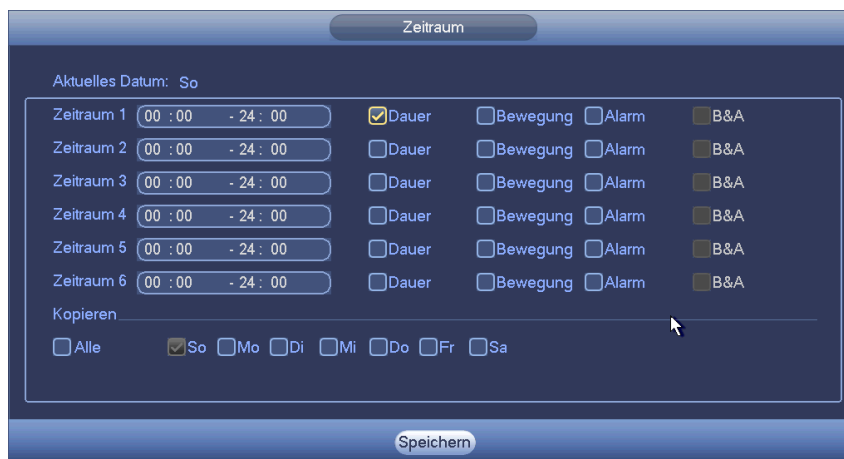 Zeitraum
Aktuelles Datum: So
Zeitraum 1 00 :00 - 24 : 00 Dauer Bewegung Alarm B&A
Zeitraum 2 00 :00 - 24 : 00 Dauer Bewegung Alarm B&A
Zeitraum 3 00 :00 - 24 : 00 Dauer Bewegung Alarm B&A
Zeitraum 4 00 :00 - 24 : 00 Dauer Bewegung Alarm B&A
Zeitraum 5 00 :00 - 24 : 00 Dauer Bewegung Alarm B&A
Zeitraum 6 00 :00 - 24 : 00 Dauer Bewegung Alarm B&A
Kopieren
Alle So Mo Di Mi Do Fr Sa
Speichern